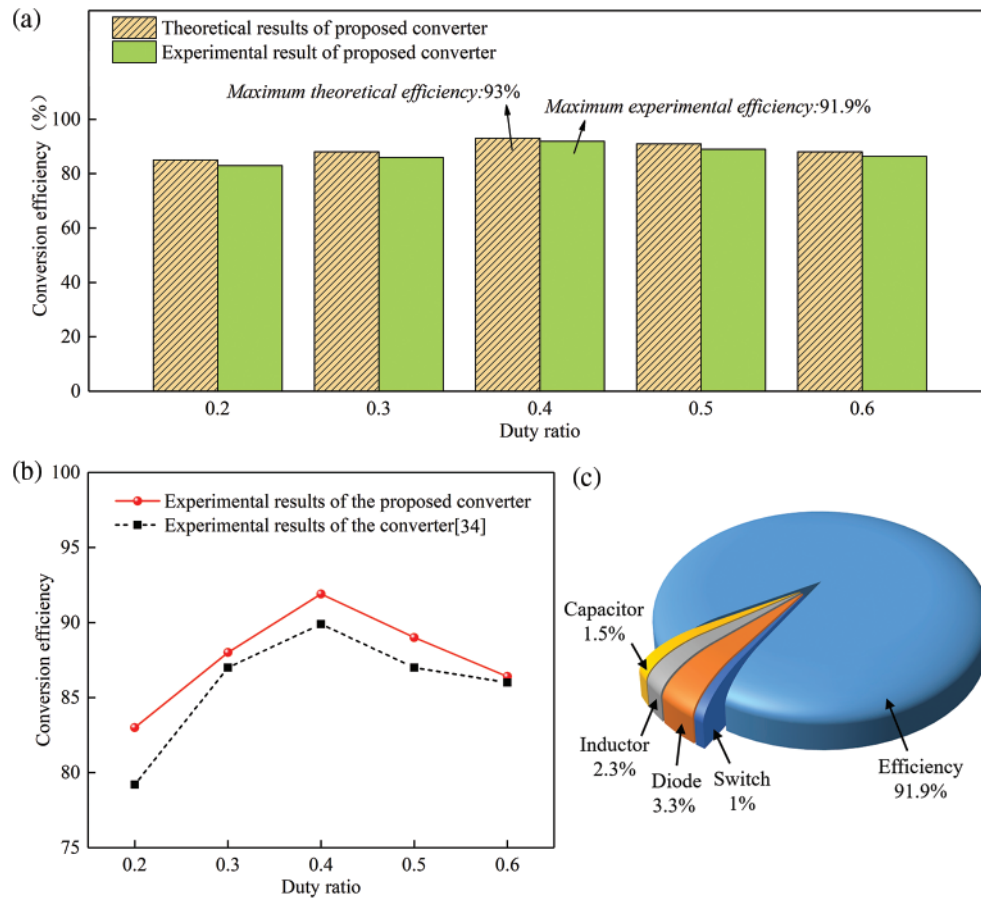 (a)
Theoretical results of proposed converter
Experimental result of proposed converter
Maximum theoretical efficiency:93%
Maximum experimental efficiency:91.9%
Conversion efficiency（%）
100
80
60
40
20
0
0.2 0.3 0.4 0.5 0.6
Duty ratio
(b)
Experimental results of the proposed converter
Experimental results of the converter[34]
Conversion efficiency
100
95
90
85
80
75
0.2 0.3 0.4 0.5 0.6
Duty ratio
(c)
Capacitor
1.5%
Inductor
2.3%
Diode
3.3%
Switch
1%
Efficiency
91.9%